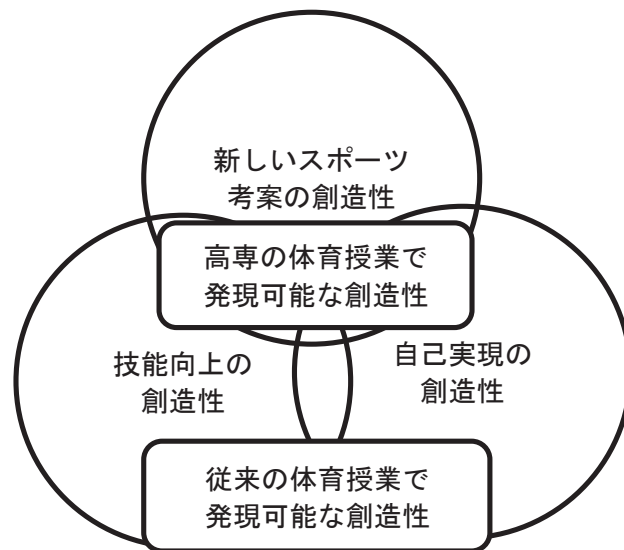 新しいスポーツ
考案の創造性
高専の体育授業で
発現可能な創造性
技能向上の
創造性
自己実現の
創造性
従来の体育授業で
発現可能な創造性